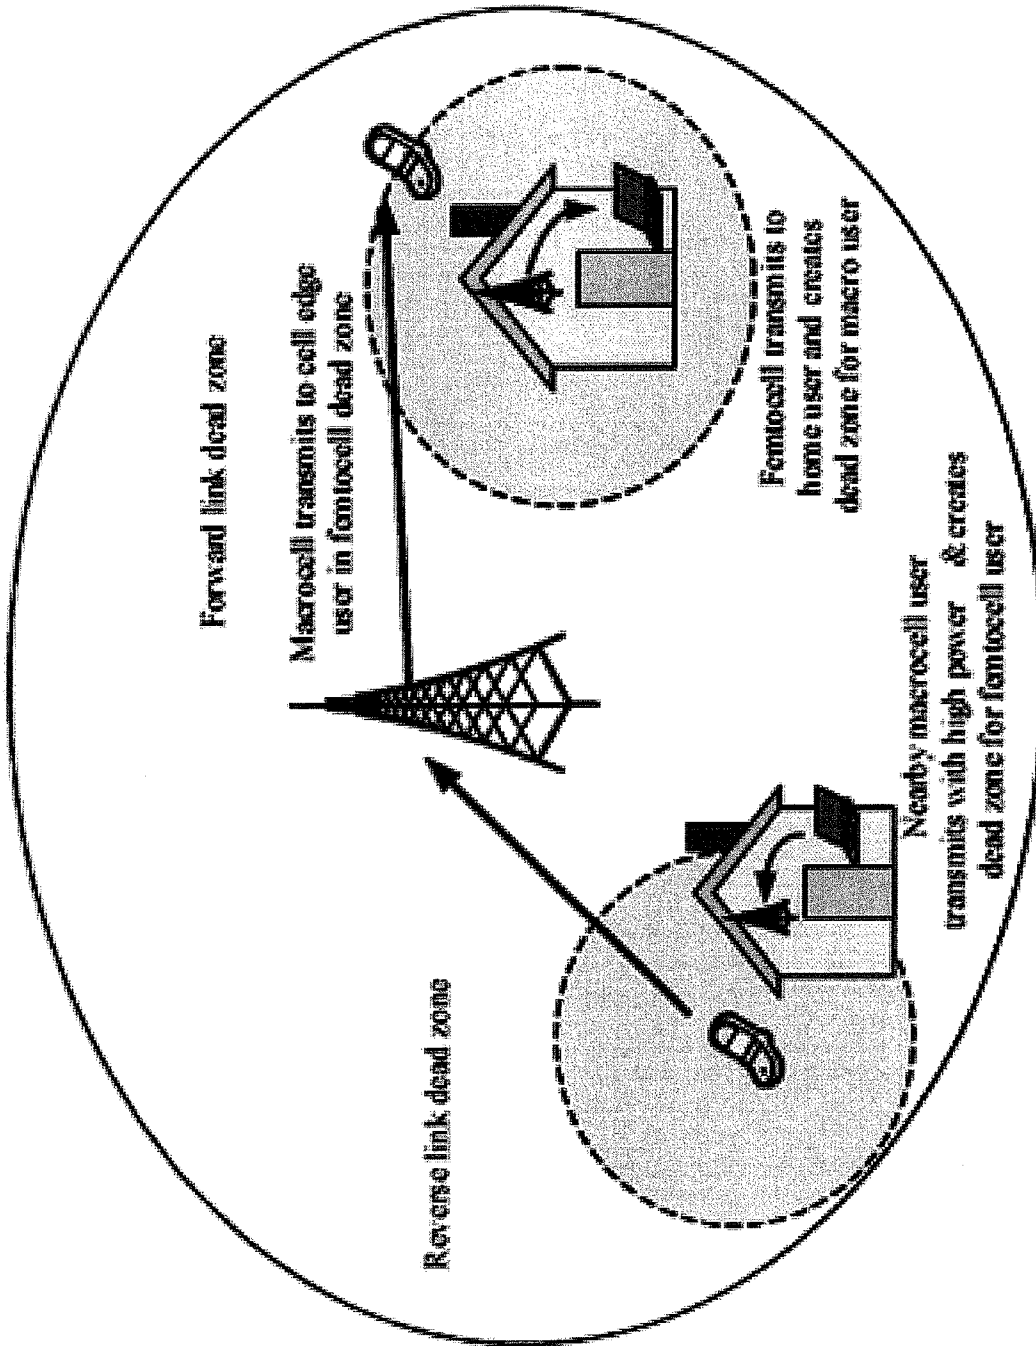 Reverse link dead zone
Forward link dead zone
Macrocell transmits to cell edge
user in femtocell dead zone
Femtocell transmits to
home user and creates
dead zone for macro user
Nearby macrocell user
transmits with high power & creates
dead zone for femtocell user